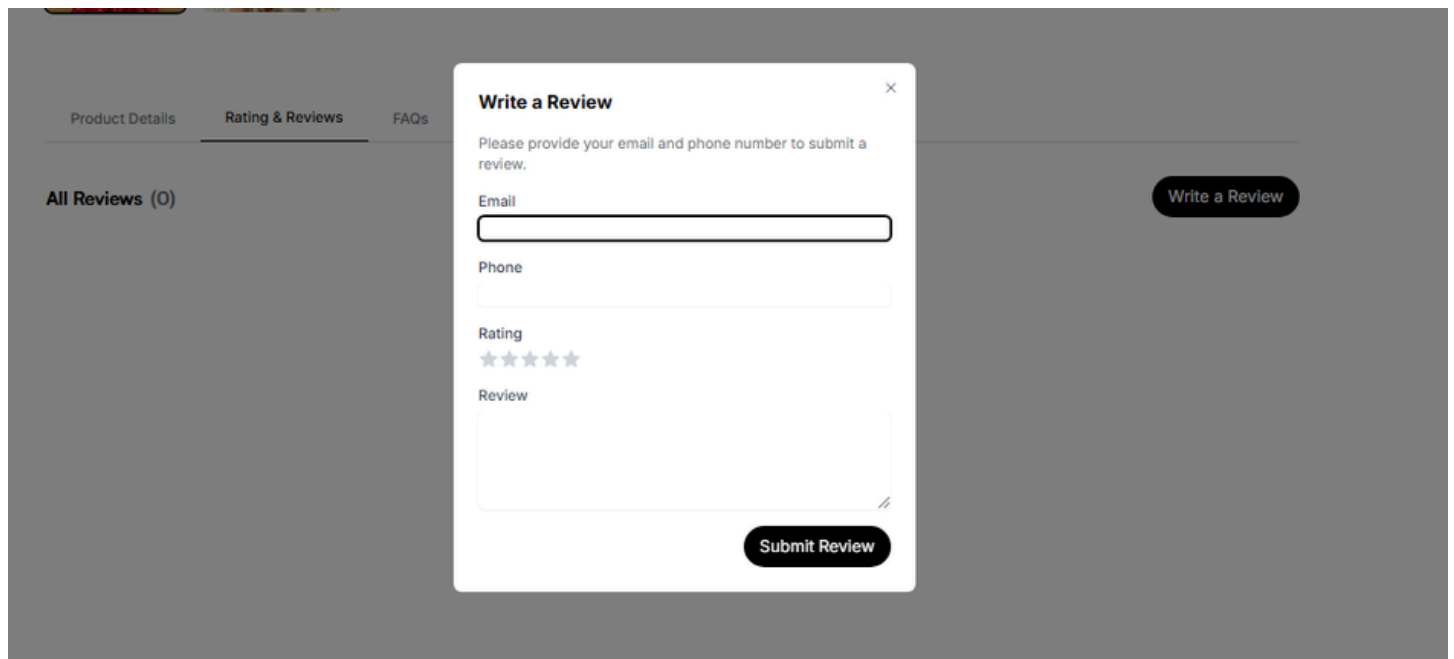 Product Details
Rating & Reviews
FAQs
All Reviews (0)
Write a Review
Write a Review
Please provide your email and phone number to submit a
review.
Email
Phone
Rating
Review
Submit Review